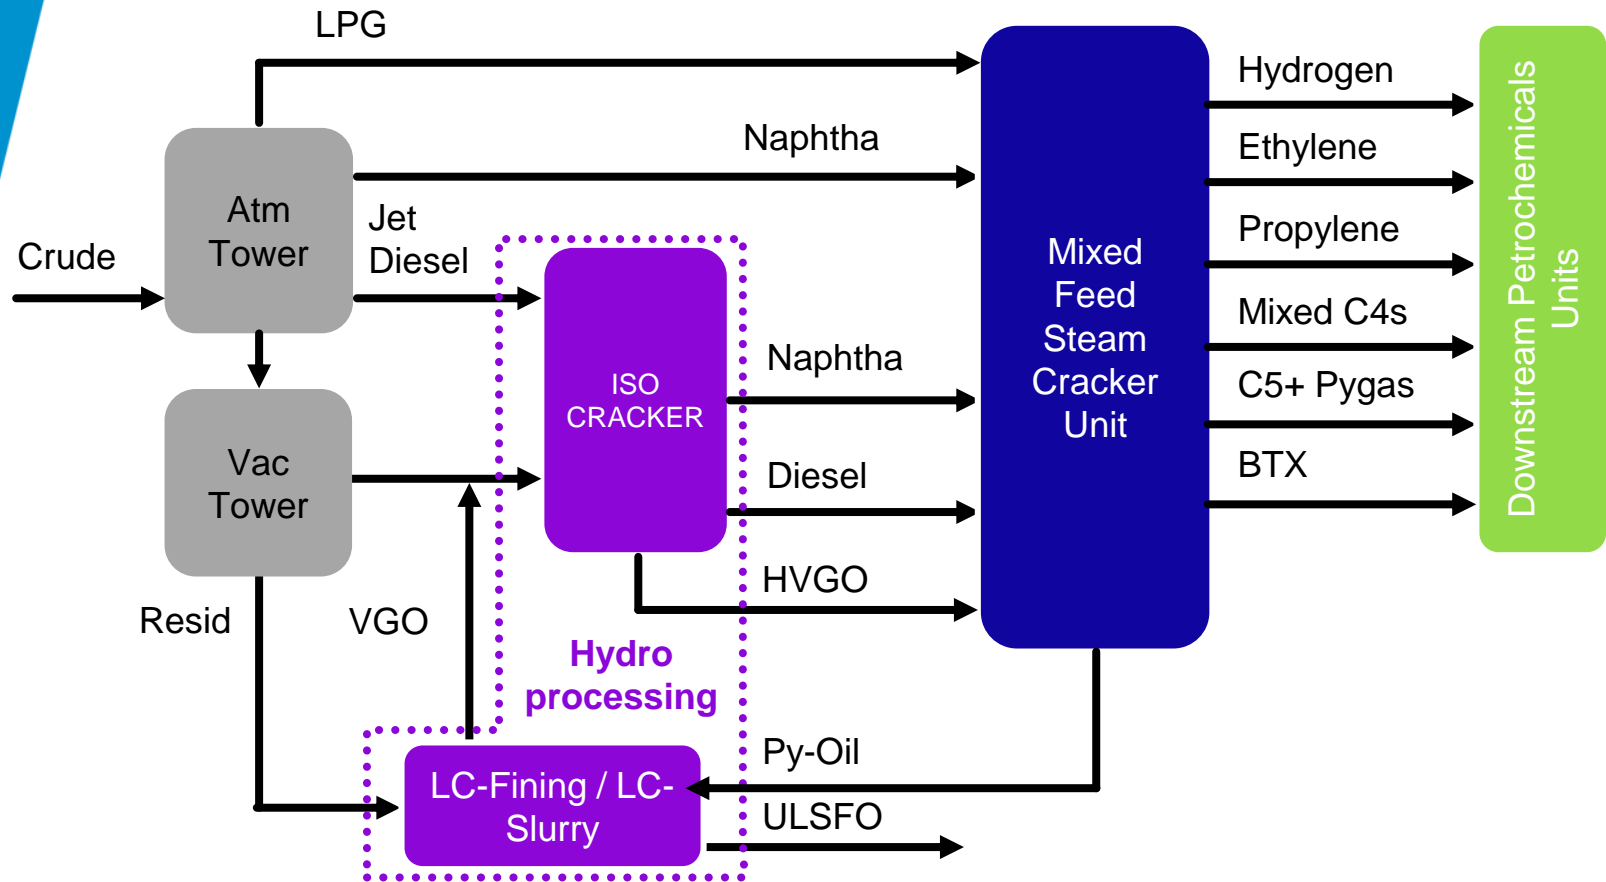 LPG
Hydrogen
Naphtha
Ethylene
Atm
Tower
Jet
Diesel
Crude
Propylene
Mixed
Feed
Steam
Cracker
Unit
Downstream Petrochemicals
Units
Mixed C4s
Naphtha
ISO
CRACKER
C5+ Pygas
Vac
Tower
Diesel
BTX
HVGO
Resid
VGO
Hydro
processing
Py-Oil
LC-Fining / LC-
Slurry
ULSFO